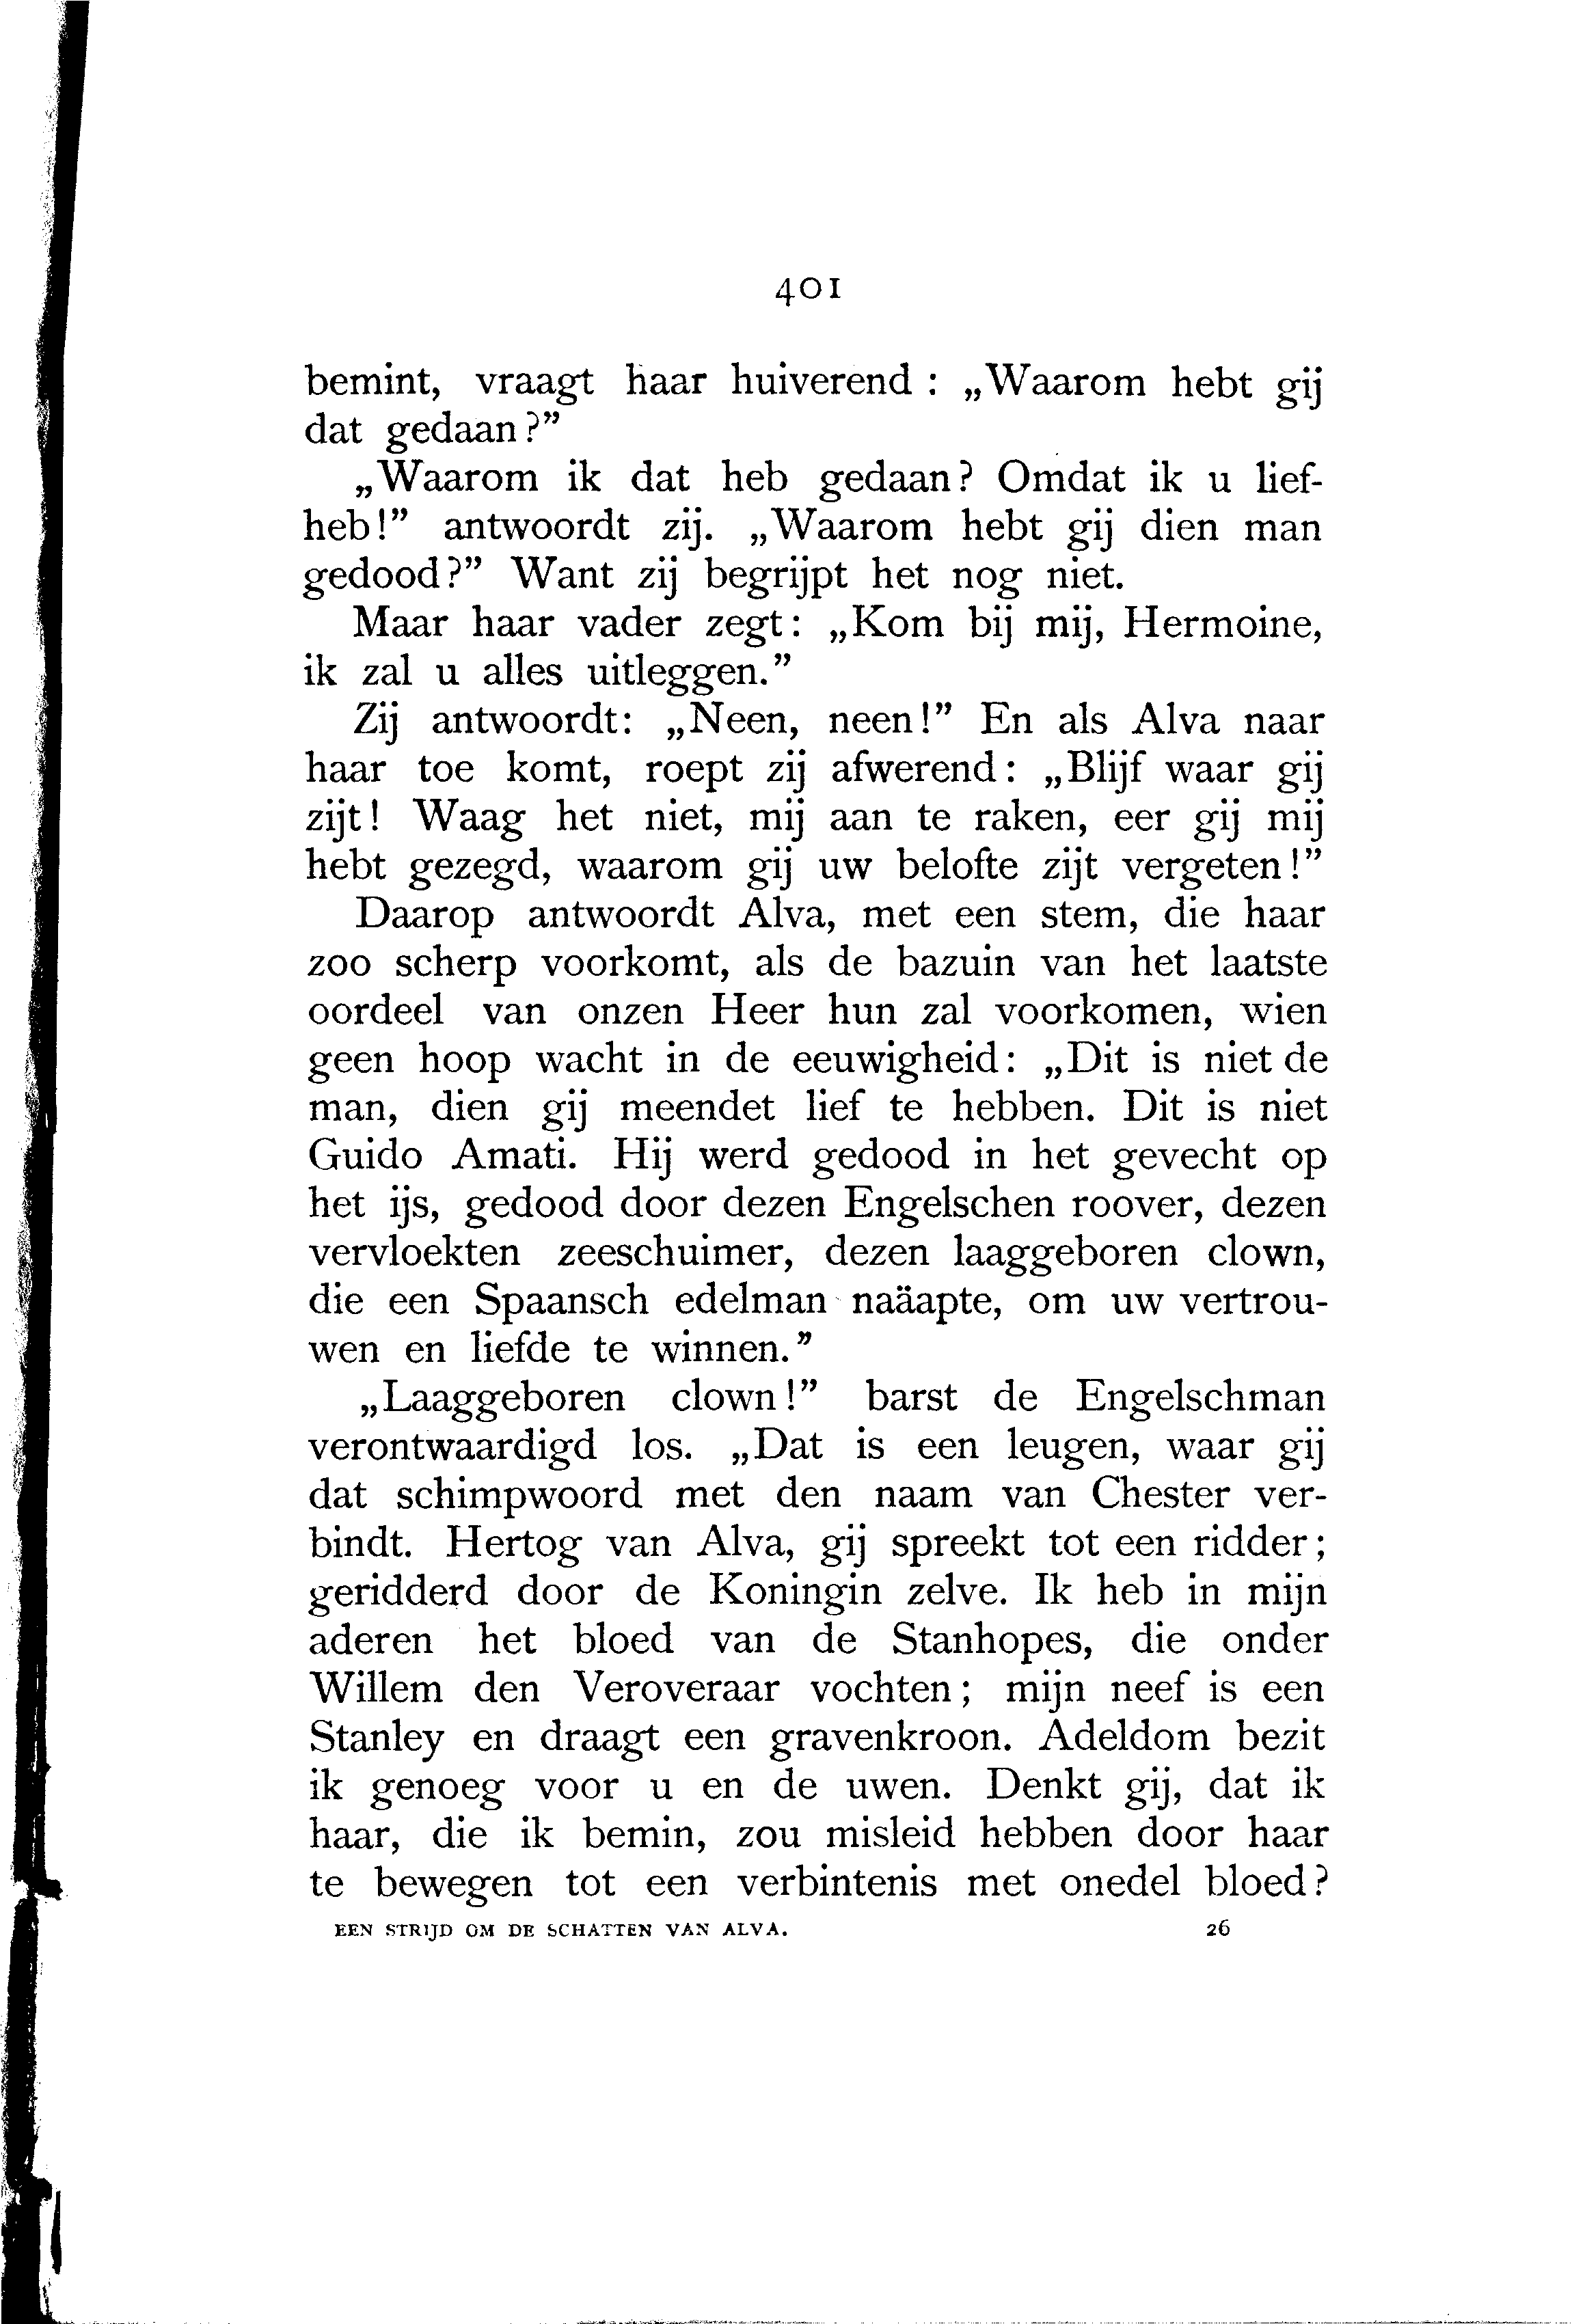 401
bemint, vraagt haar huiverend : „Waarom hebt gij
dat gedaan?”
„Waarom ik dat heb gedaan? Omdat ik u lief-
heb!” antwoordt zij. „Waarom hebt gij dien man
gedood?” Want zij begrijpt het nog niet.
Maar haar vader zegt: „Kom bij mij, Hermoine,
ik zal u alles uitleggen.”
Zij antwoordt: „Neen, neen!” En als Alva naar
haar toe komt, roept zij afwerend: „Blijf waar gij
zijt! Waag het niet, mij aan te raken, eer gij mij
hebt gezegd, waarom gij uw belofte zijt vergeten!”
Daarop antwoordt Alva, met een stem, die haar
zoo scherp voorkomt, als de bazuin van het laatste
oordeel van onzen Heer hun zal voorkomen, wien
geen hoop wacht in de eeuwigheid: „Dit is niet de
man, dien gij meendet lief te hebben. Dit is niet
Guido Amati. Hij werd gedood in het gevecht op
het ijs, gedood door dezen Engelschen roover, dezen
vervloekten zeeschuimer, dezen laaggeboren clown,
die een Spaansch edelman naäapte, om uw vertrou-
wen en liefde te winnen.”
„Laaggeboren clown!” barst de Engelschman
verontwaardigd los. „Dat is een leugen, waar gij
dat schimpwoord met den naam van Chester ver-
bindt. Hertog van Alva, gij spreekt tot een ridder;
geridderd door de Koningin zelve. Ik heb in mijn
aderen het bloed van de Stanhopes, die onder
Willem den Veroveraar vochten; mijn neef is een
Stanley en draagt een gravenkroon. Adeldom bezit
ik genoeg voor u en de uwen. Denkt gij, dat ik
haar, die ik bemin, zou misleid hebben door haar
te bewegen tot een verbintenis met onedel bloed?
EEN STRIJD OM DE SCHATTEN VAN ALVA. 26